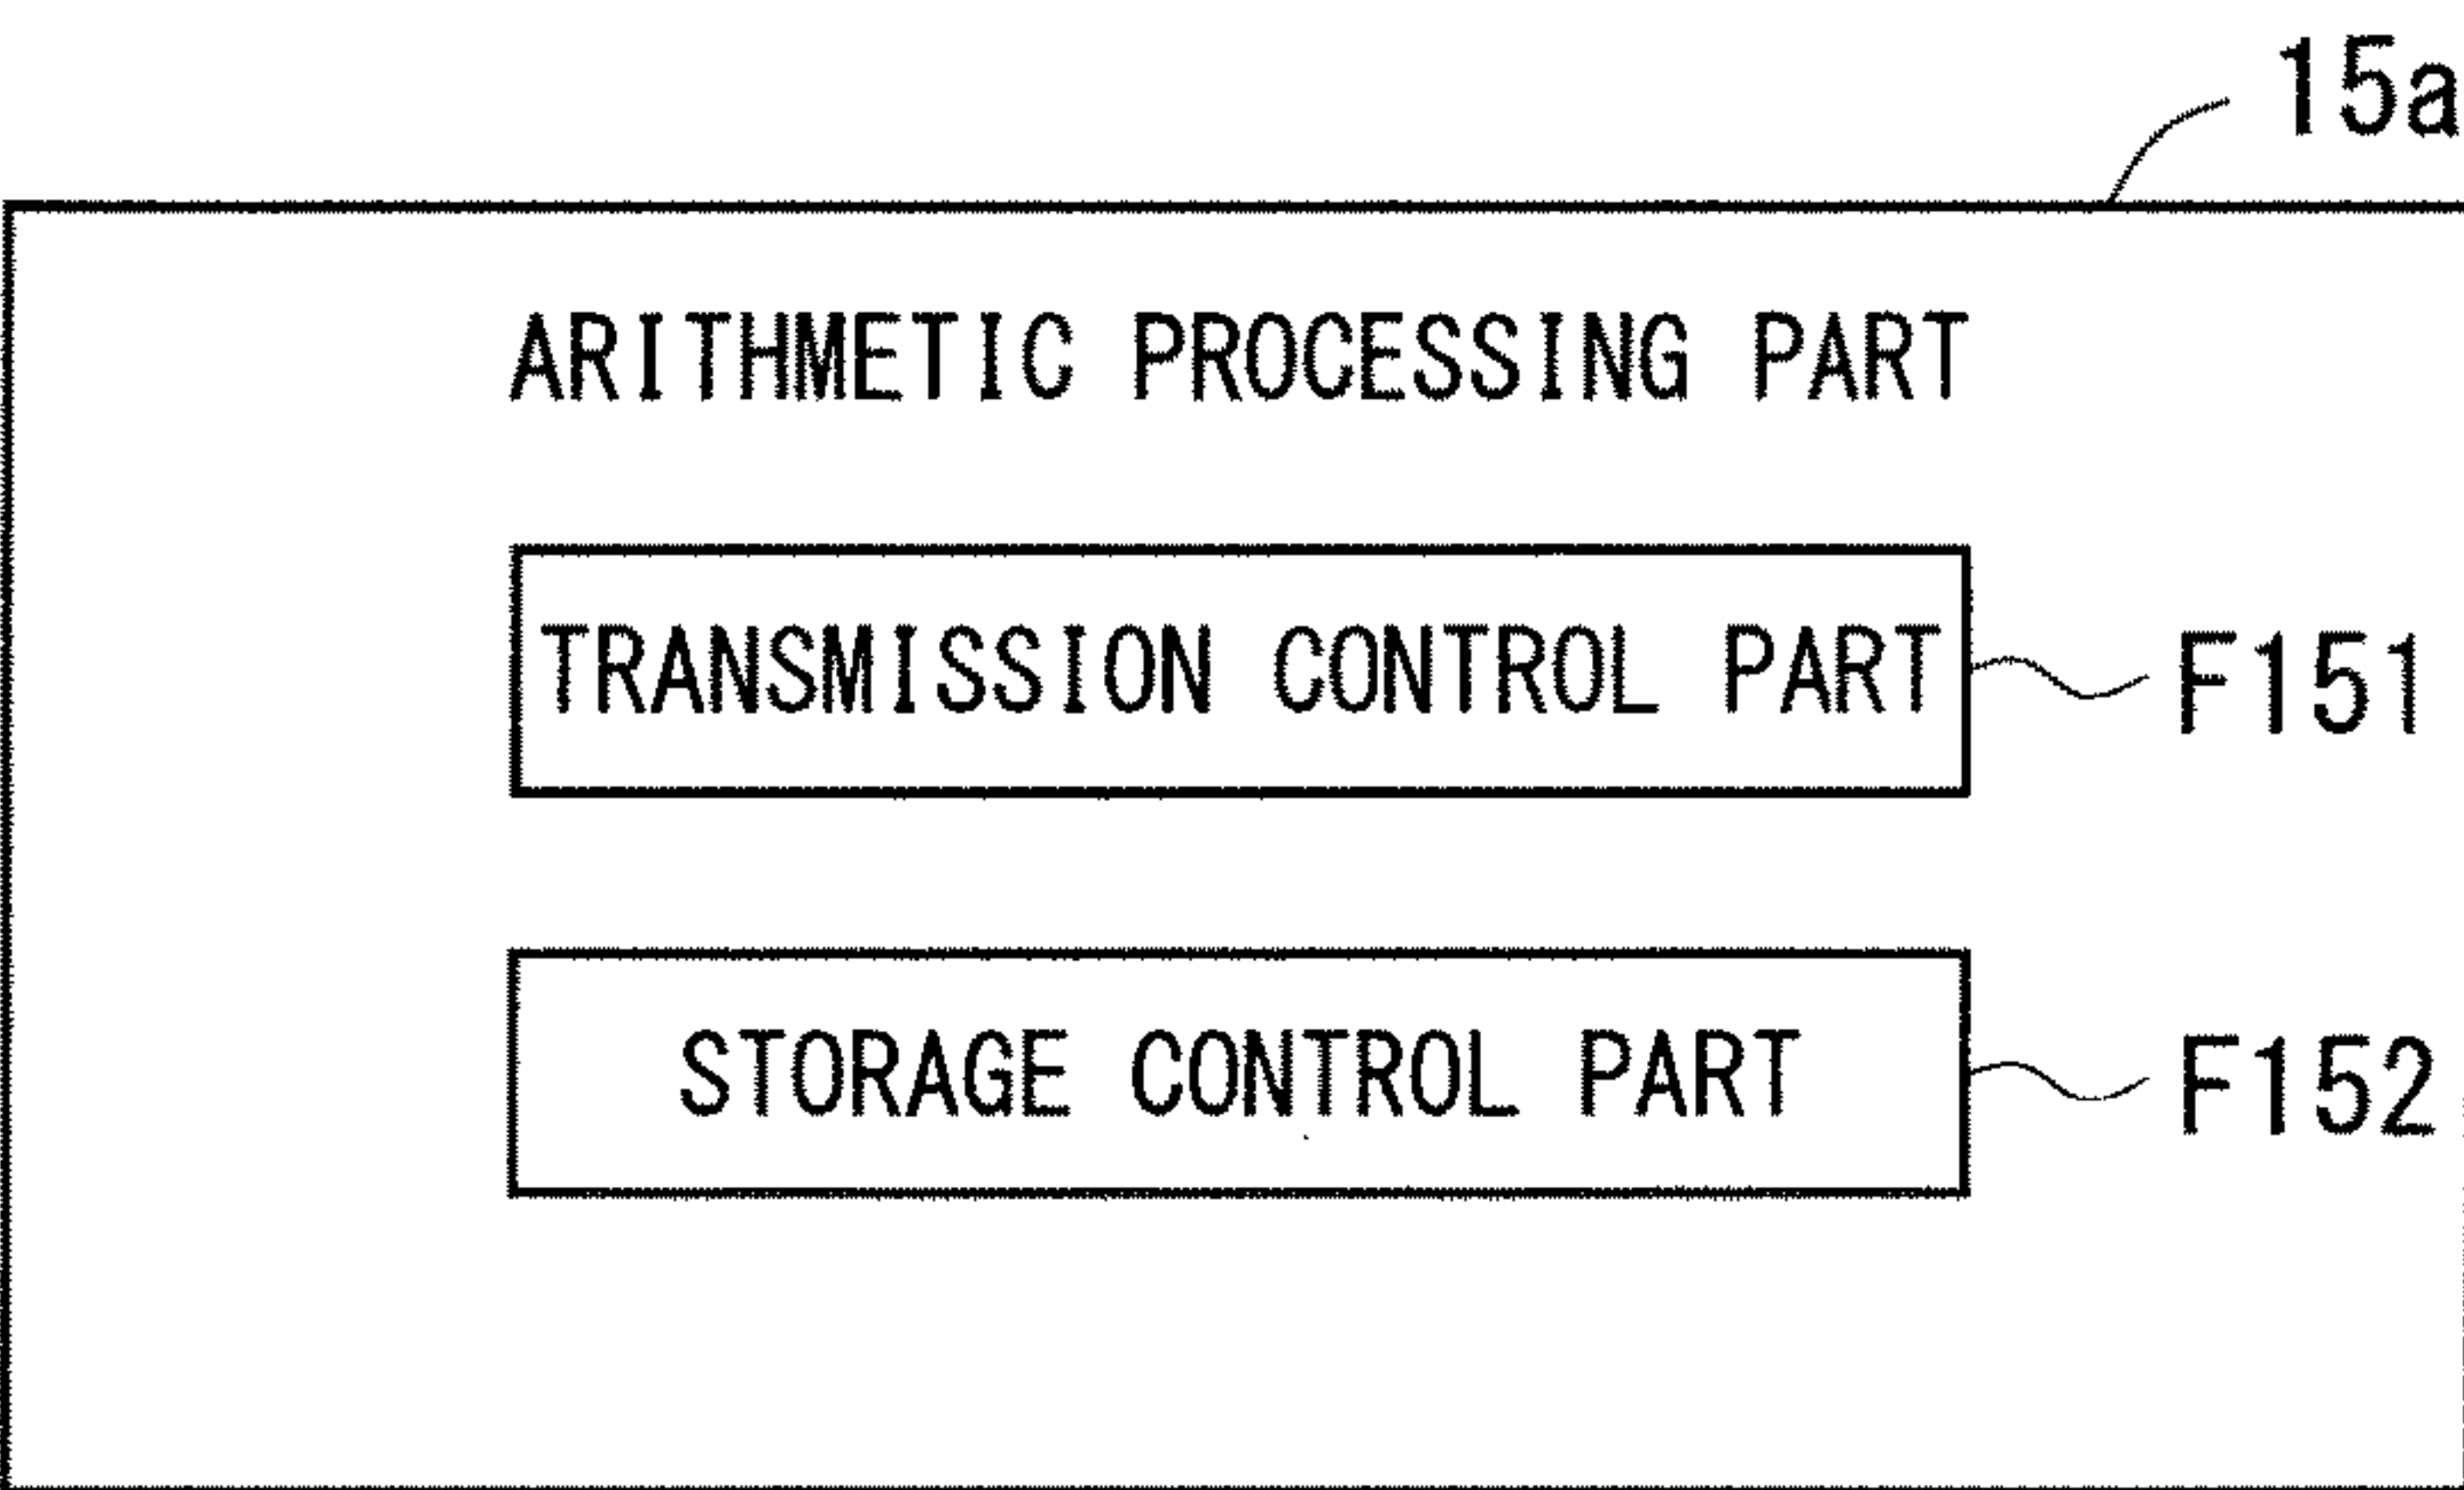 15a
ARITHMETIC PROCESSING PART
TRANSMISSION CONTROL PART F151
STORAGE CONTROL PART F152